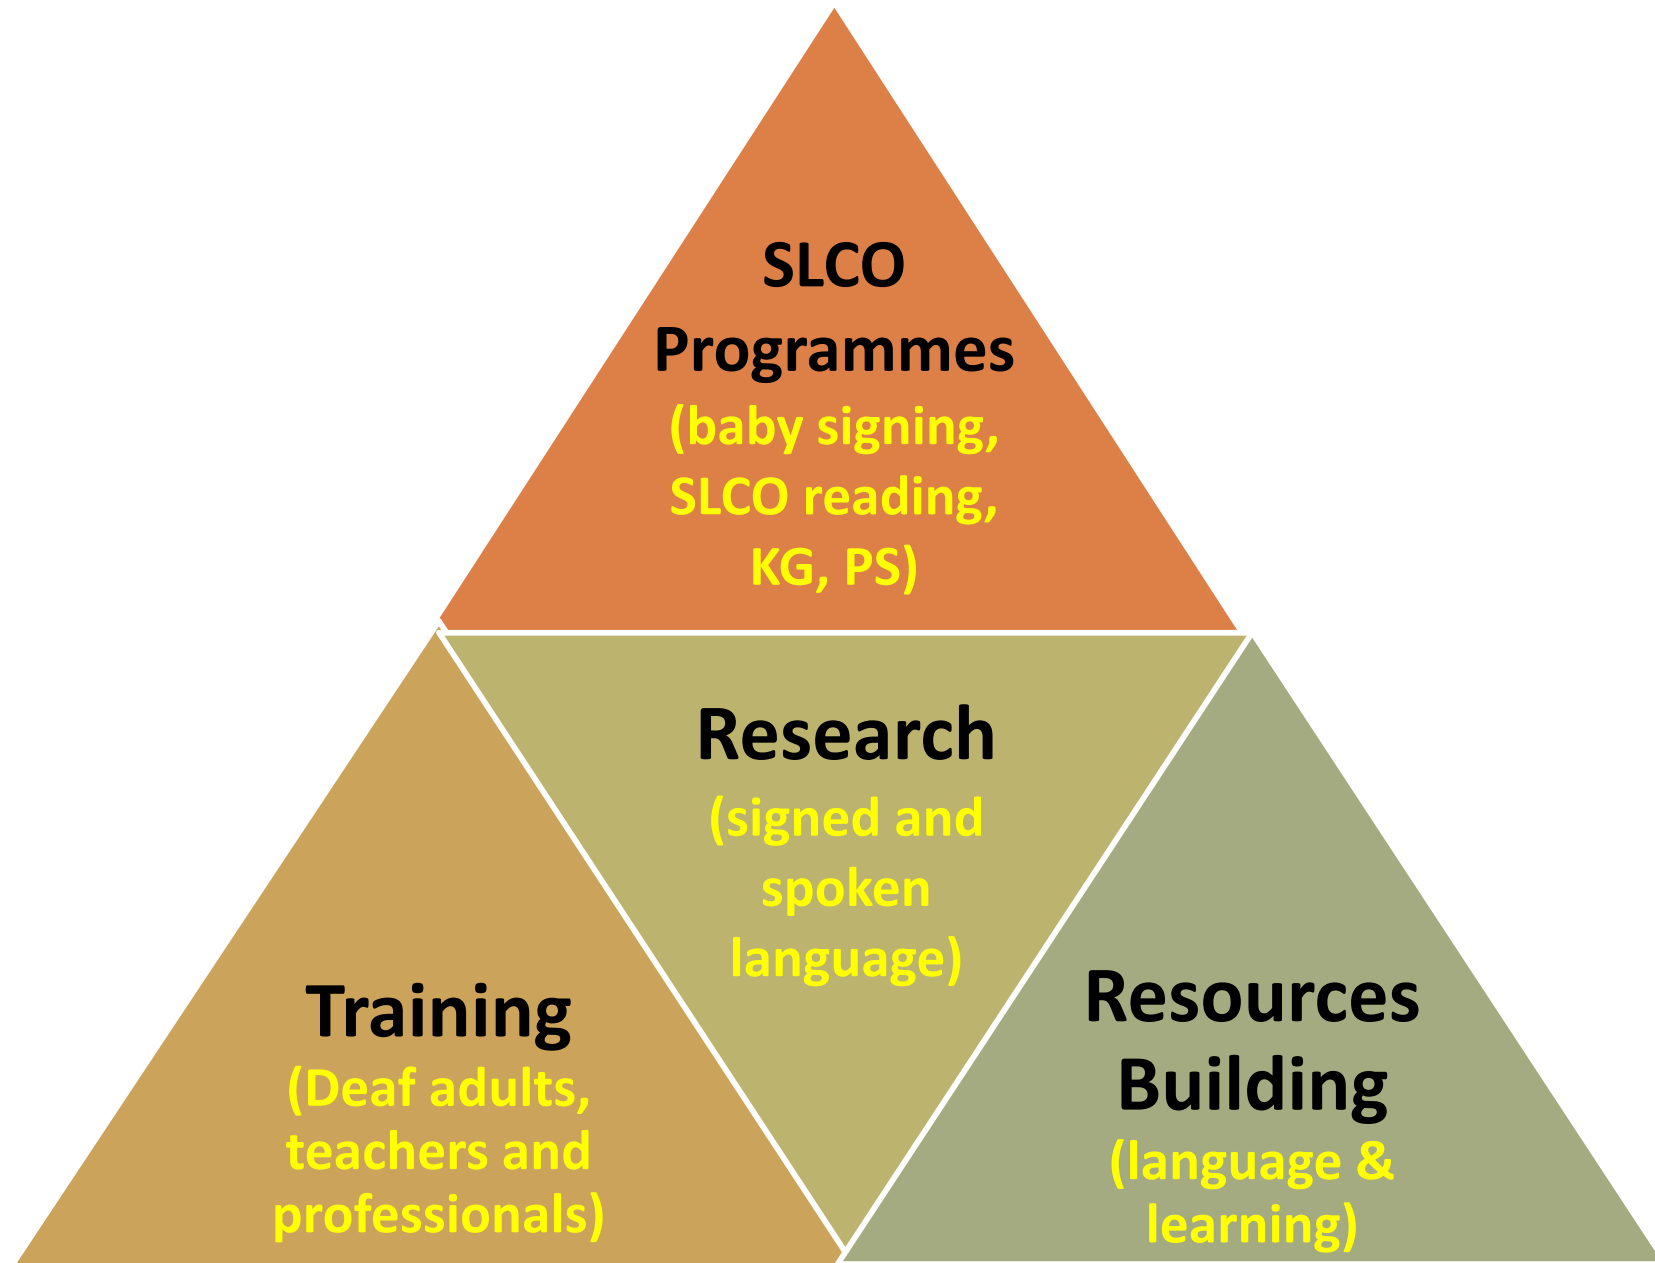 SLCO
Programmes
(baby signing,
SLCO reading,
KG, PS)
Research
(signed and
spoken
language)
Training
(Deaf adults,
teachers and
professionals)
Resources
Building
(language &
learning)